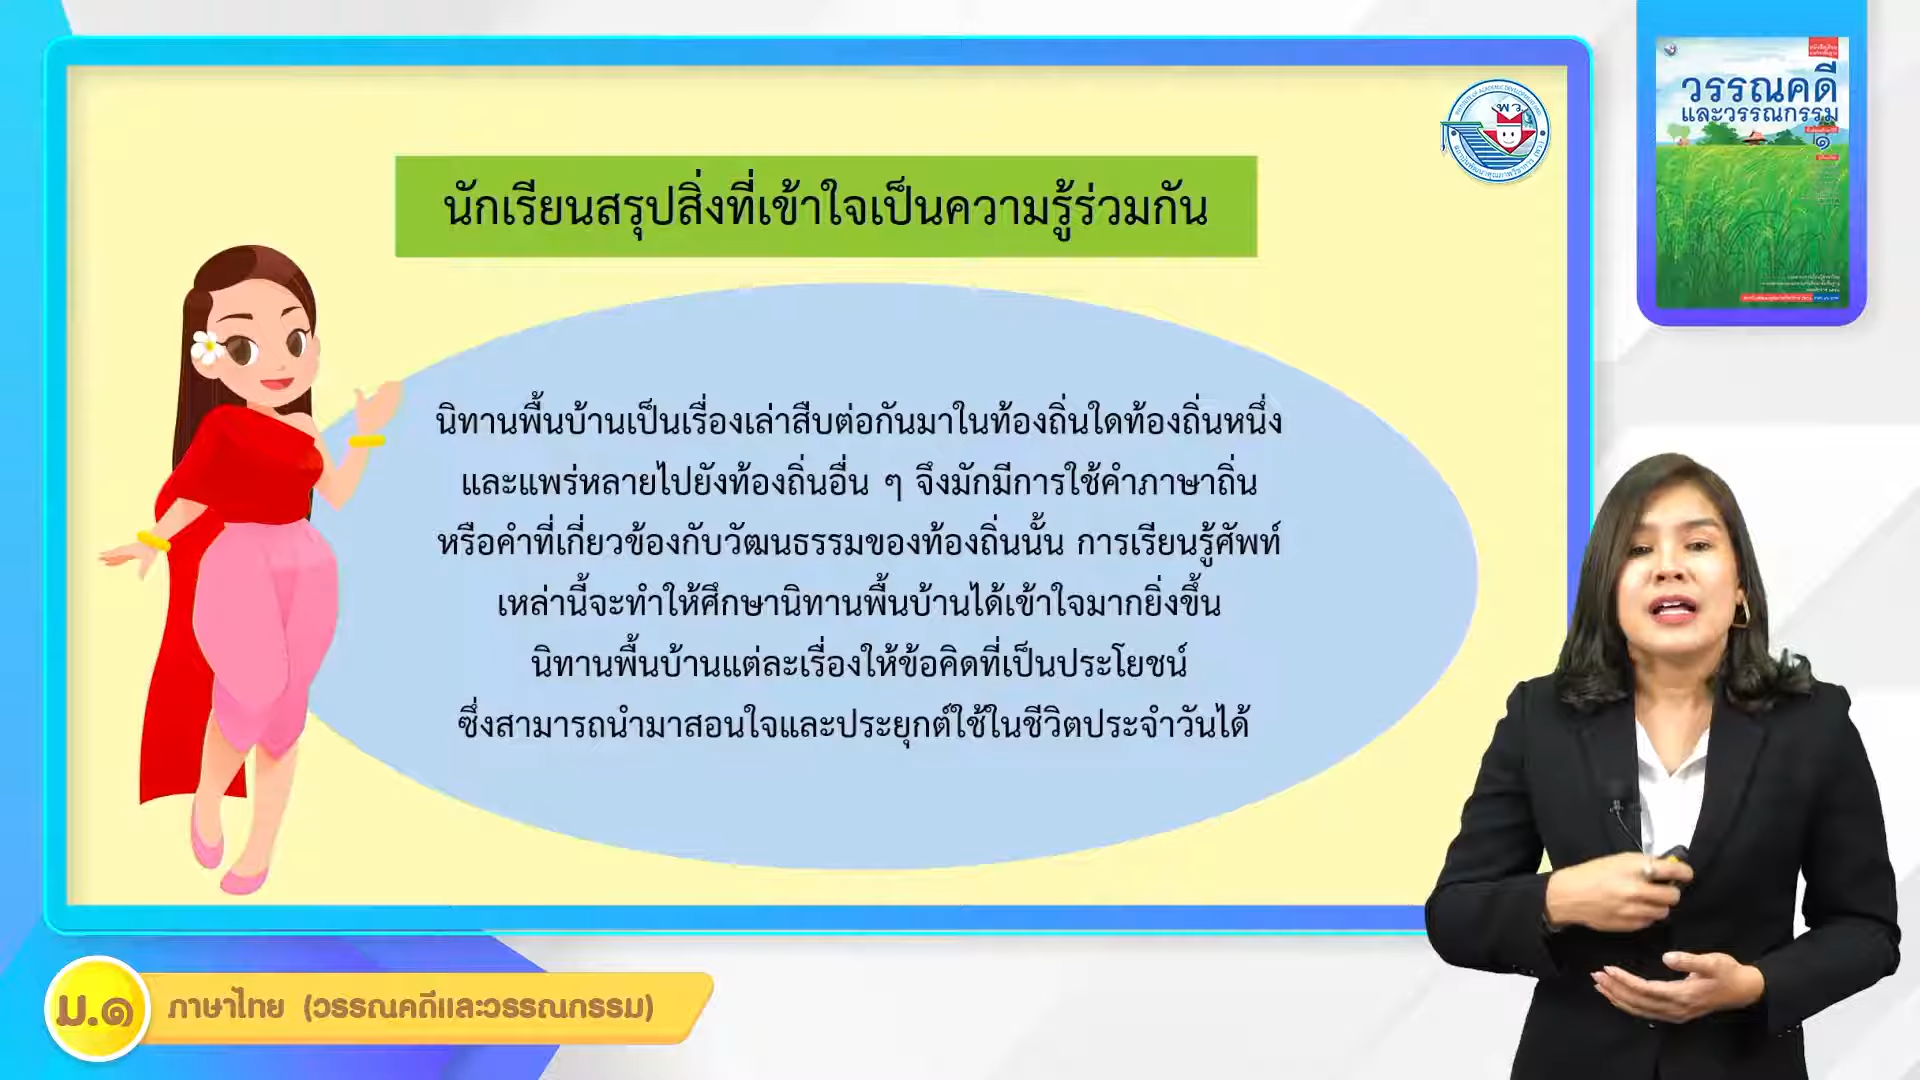 นักเรียนสรุปสิ่งที่เข้าใจเป็นความรู้ร่วมกัน
นิทานพื้นบ้านเป็นเรื่องเล่าสืบต่อกันมาในท้องถิ่นใดท้องถิ่นหนึ่ง
และแพร่หลายไปยังท้องถิ่นอื่น ๆ จึงมักมีการใช้คำภาษาถิ่น
หรือคำที่เกี่ยวข้องกับวัฒนธรรมของท้องถิ่นนั้น การเรียนรู้ศัพท์
เหล่านี้จะทำให้ศึกษานิทานพื้นบ้านได้เข้าใจมากยิ่งขึ้น
นิทานพื้นบ้านแต่ละเรื่องให้ข้อคิดที่เป็นประโยชน์
ซึ่งสามารถนำมาสอนใจและประยุกต์ใช้ในชีวิตประจำวันได้
พว.
วรรณคดี
และวรรณกรรม
๑
ม.๑ ภาษาไทย (วรรณคดีและวรรณกรรม)